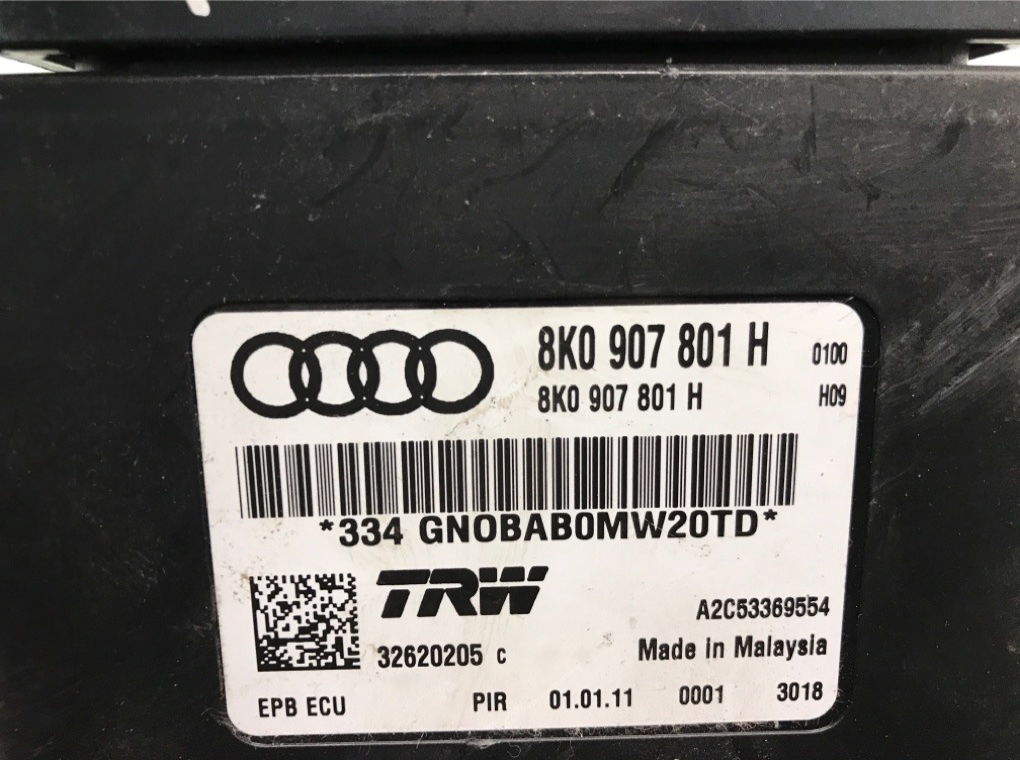 8K0 907 801 H 0100
8K0 907 801 H H09
*334 GN0BAB0MW20TD*
TRW
A2C53369554
32620205 c Made in Malaysia
EPB ECU PIR 01.01.11 0001 3018